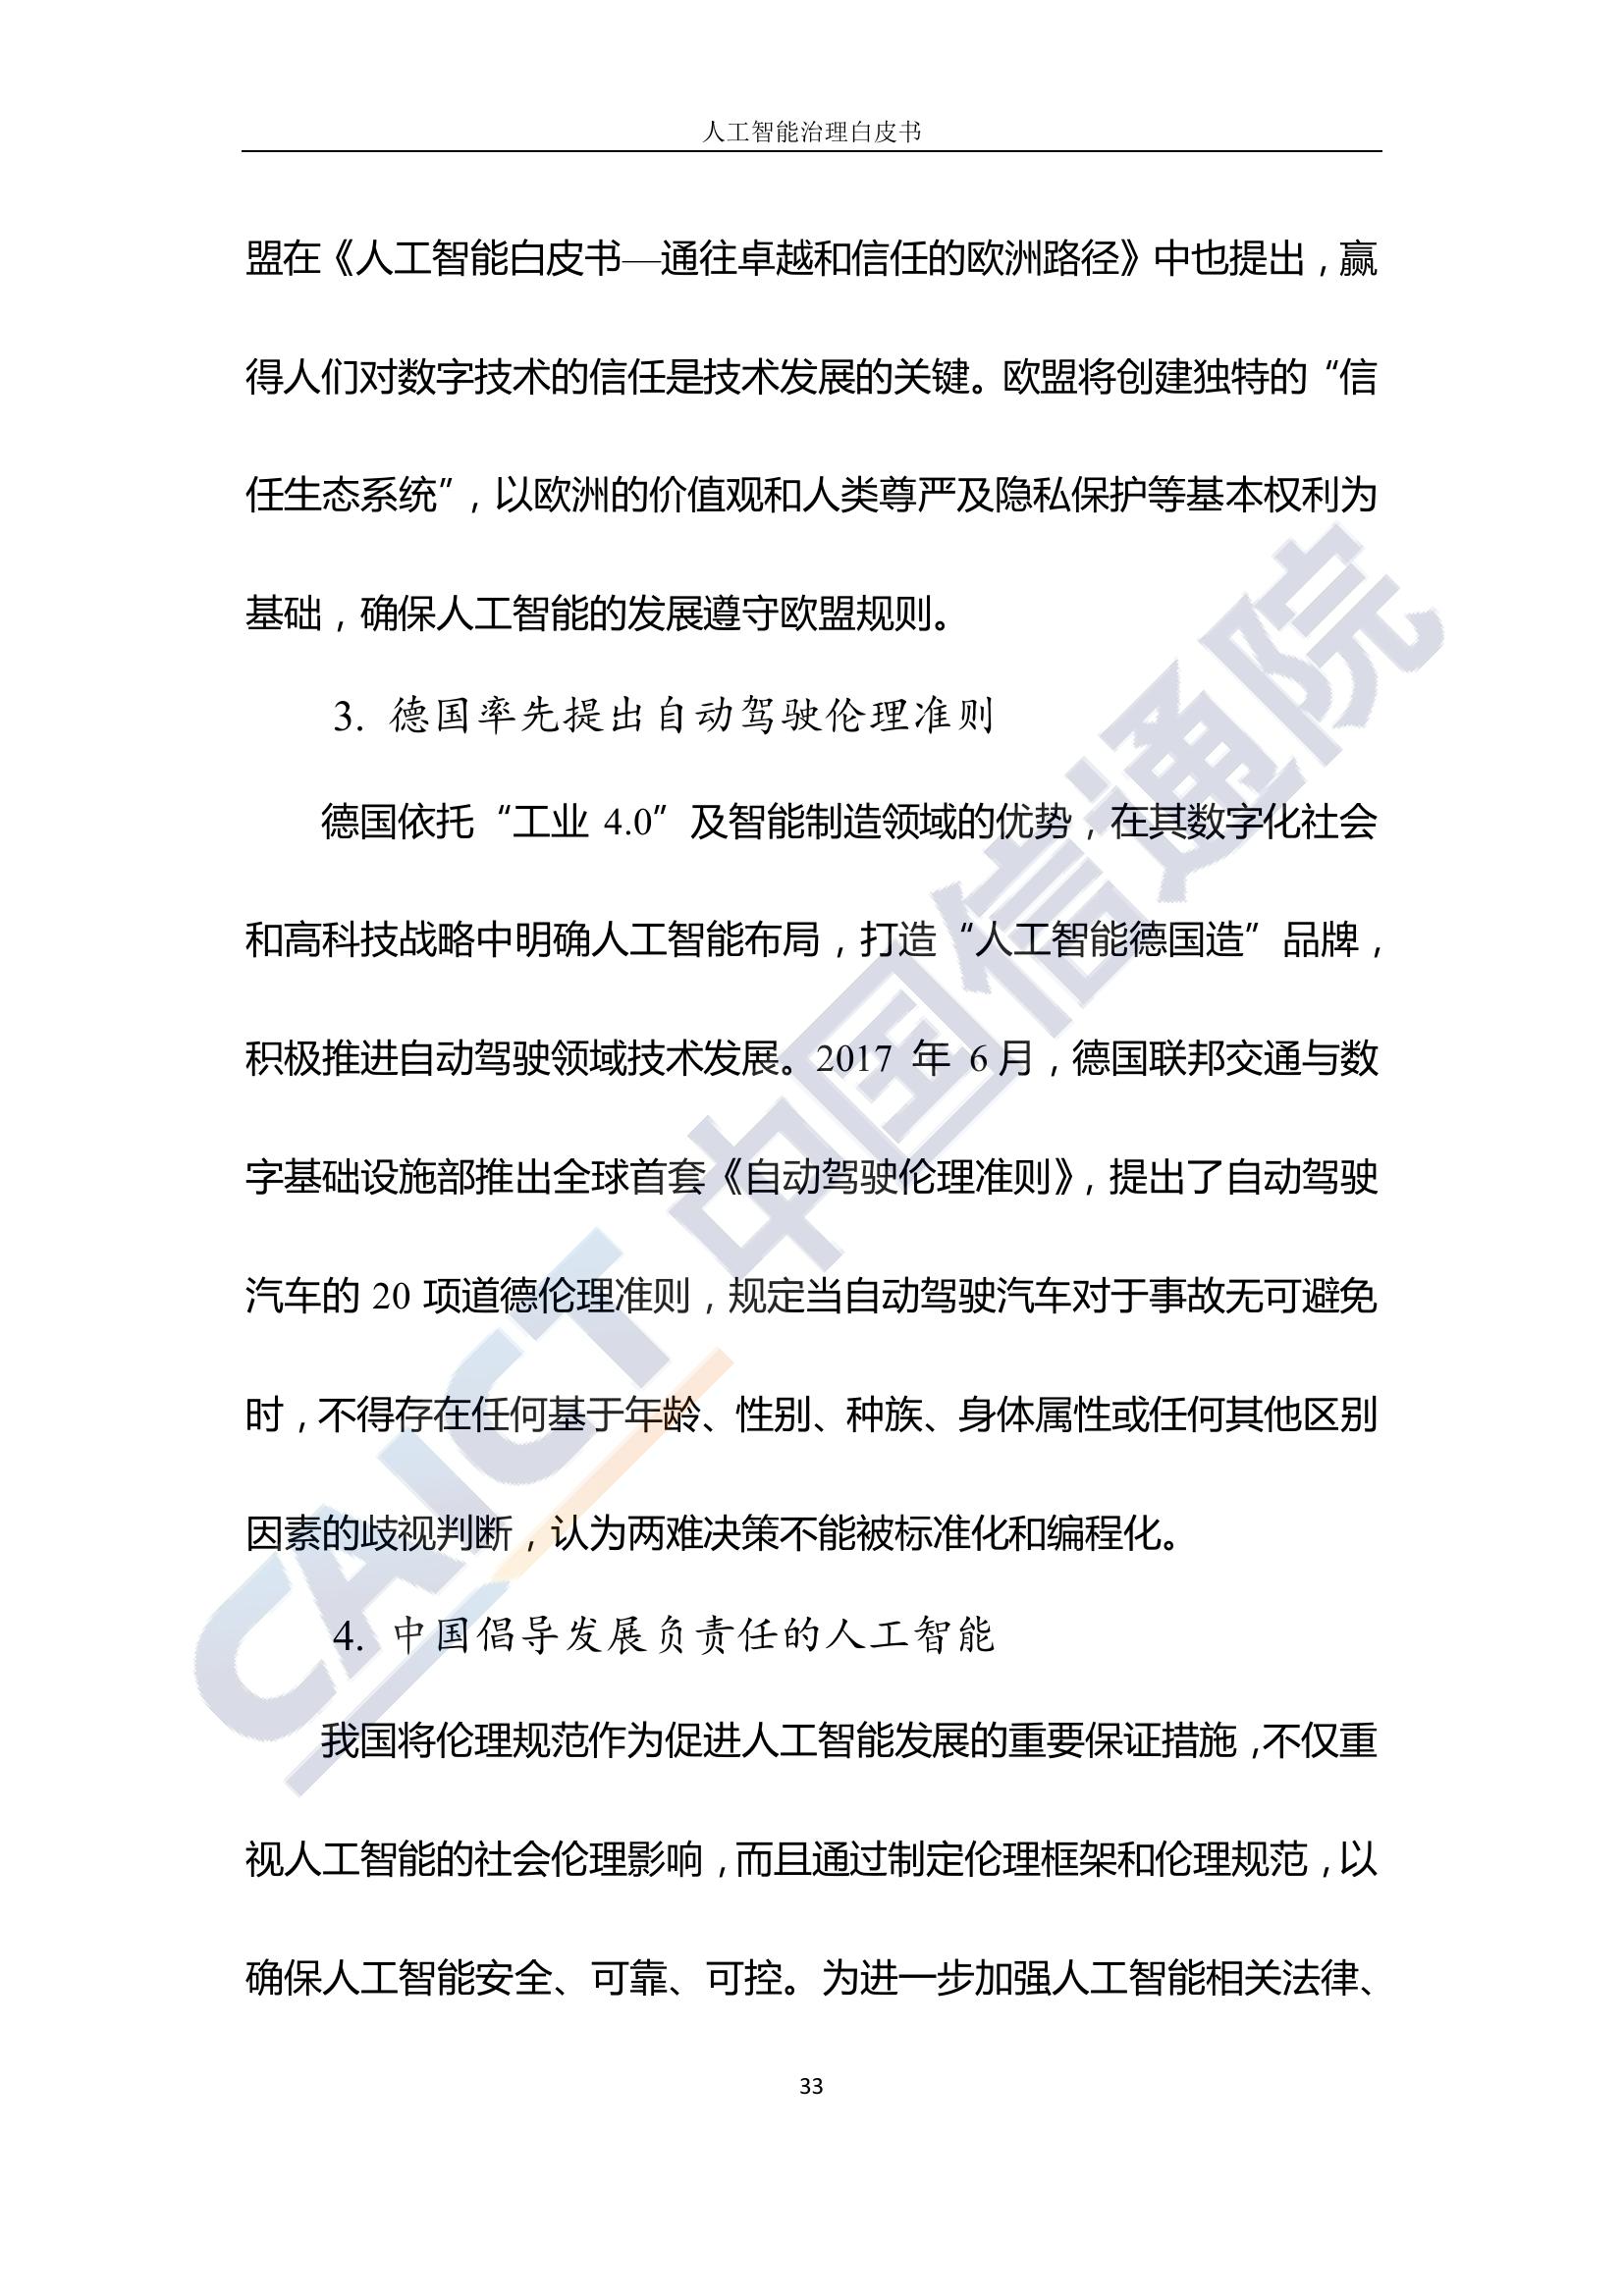 人工智能治理白皮书
盟在《人工智能白皮书—通往卓越和信任的欧洲路径》中也提出，赢
得人们对数字技术的信任是技术发展的关键。欧盟将创建独特的“信
任生态系统”，以欧洲的价值观和人类尊严及隐私保护等基本权利为
基础，确保人工智能的发展遵守欧盟规则。
3. 德国率先提出自动驾驶伦理准则
德国依托“工业 4.0”及智能制造领域的优势，在其数字化社会
和高科技战略中明确人工智能布局，打造“人工智能德国造”品牌，
积极推进自动驾驶领域技术发展。2017 年 6 月，德国联邦交通与数
字基础设施部推出全球首套《自动驾驶伦理准则》，提出了自动驾驶
汽车的 20 项道德伦理准则，规定当自动驾驶汽车对于事故无可避免
时，不得存在任何基于年龄、性别、种族、身体属性或任何其他区别
因素的歧视判断，认为两难决策不能被标准化和编程化。
4. 中国倡导发展负责任的人工智能
我国将伦理规范作为促进人工智能发展的重要保证措施，不仅重
视人工智能的社会伦理影响，而且通过制定伦理框架和伦理规范，以
确保人工智能安全、可靠、可控。为进一步加强人工智能相关法律、
33
CAICT 中国信通院